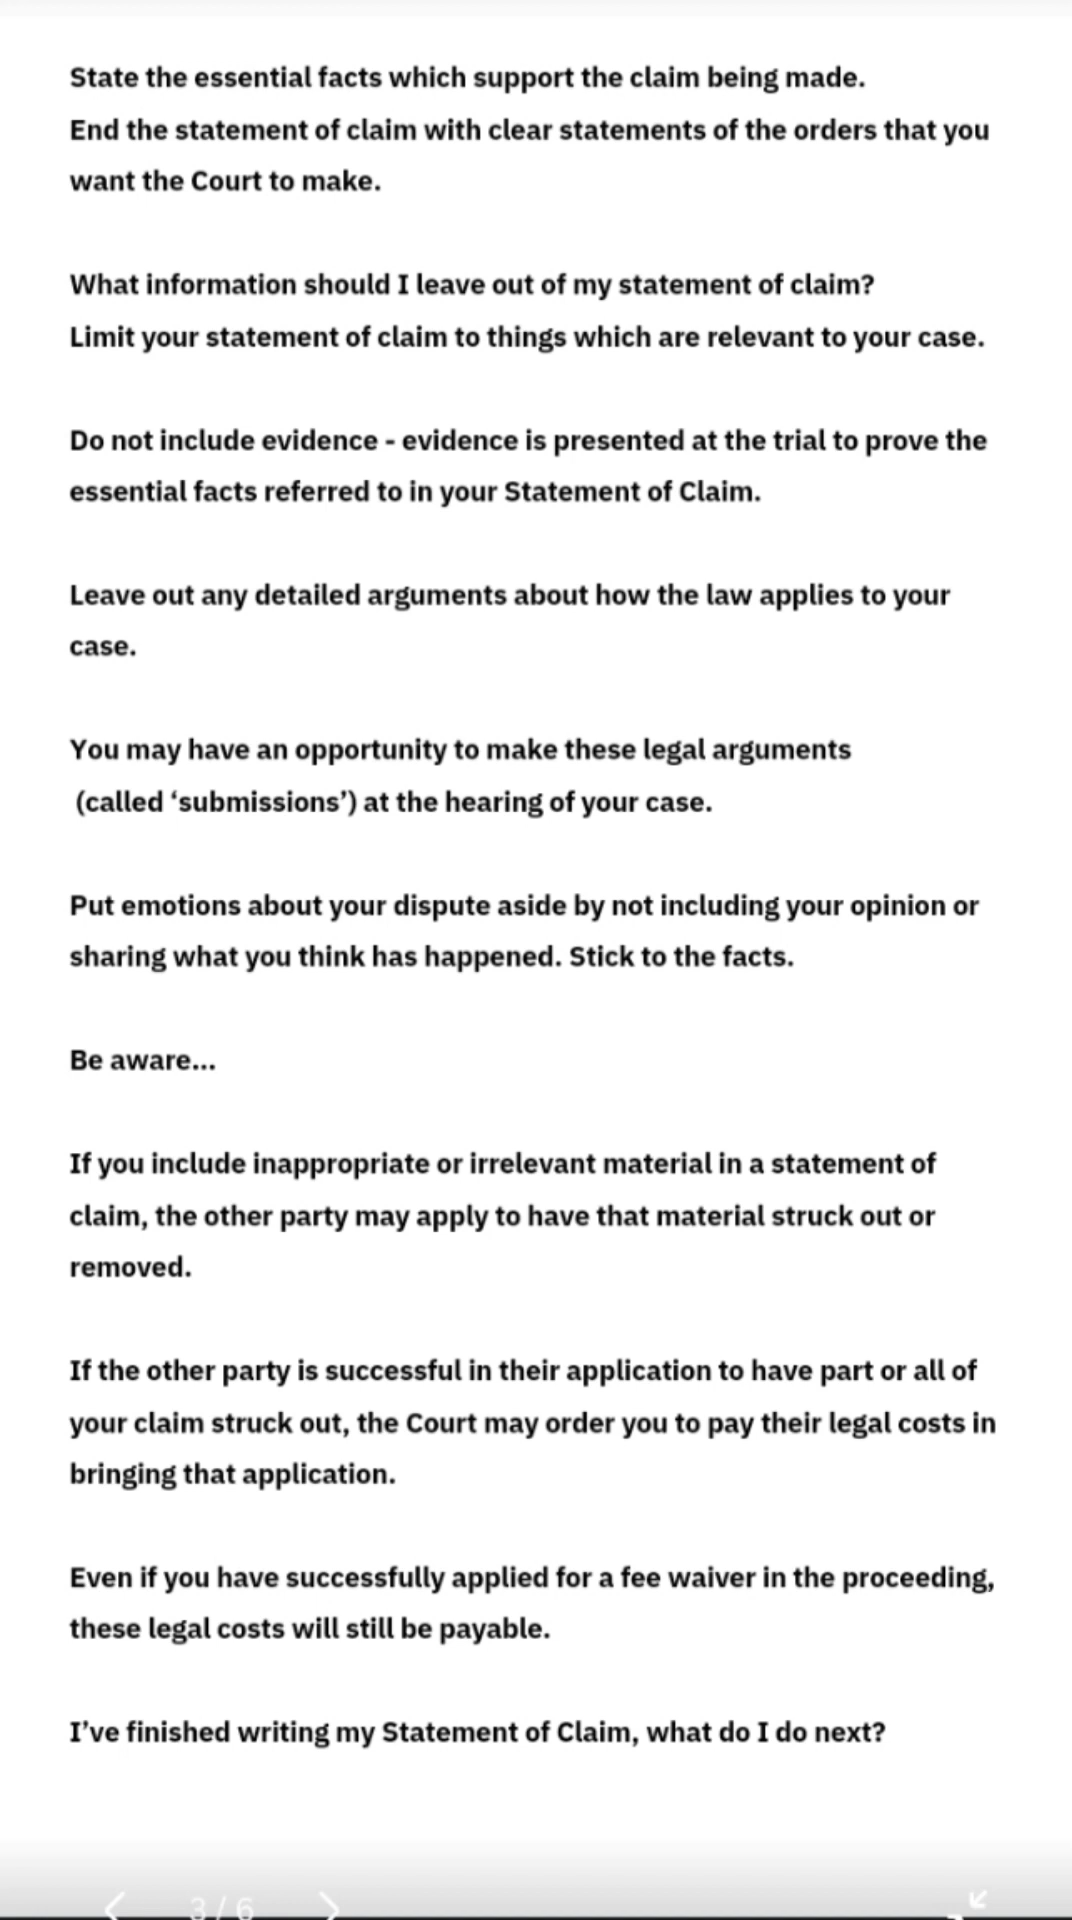 State the essential facts which support the claim being made.
End the statement of claim with clear statements of the orders that you
want the Court to make.
What information should I leave out of my statement of claim?
Limit your statement of claim to things which are relevant to your case.
Do not include evidence - evidence is presented at the trial to prove the
essential facts referred to in your Statement of Claim.
Leave out any detailed arguments about how the law applies to your
case.
You may have an opportunity to make these legal arguments
(called ‘submissions’) at the hearing of your case.
Put emotions about your dispute aside by not including your opinion or
sharing what you think has happened. Stick to the facts.
Be aware...
If you include inappropriate or irrelevant material in a statement of
claim, the other party may apply to have that material struck out or
removed.
If the other party is successful in their application to have part or all of
your claim struck out, the Court may order you to pay their legal costs in
bringing that application.
Even if you have successfully applied for a fee waiver in the proceeding,
these legal costs will still be payable.
I’ve finished writing my Statement of Claim, what do I do next?
3 / 6